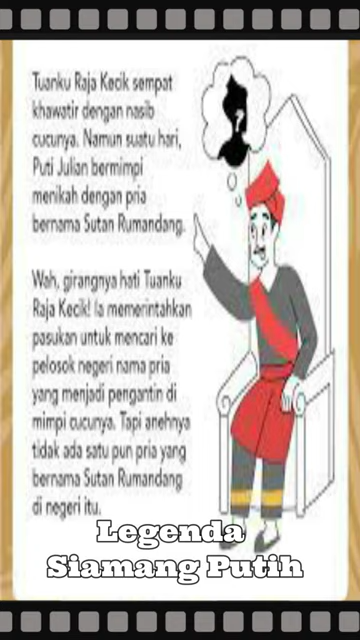 Tuanku Raja Kecik sempat
khawatir dengan nasib
cucunya. Namun suatu hari,
Puti Julian bermimpi
menikah dengan pria
bernama Sutan Rumandang.
Wah, girangnya hati Tuanku
Raja Kecik! Ia memerintahkan
pasukan untuk mencari ke
pelosok negeri nama pria
yang menjadi pengantin di
mimpi cucunya. Tapi anehnya
tidak ada satu pun pria yang
bernama Sutan Rumandang
di negeri itu.
?
Legenda
Siamang Putih